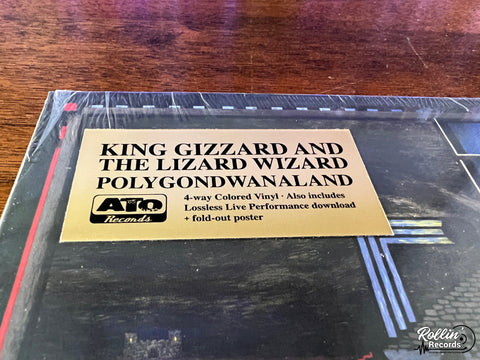 KING GIZZARD AND
THE LIZARD WIZARD
POLYGONDWANALAND
ATO
Records
4-way Colored Vinyl · Also includes
Lossless Live Performance download
+ fold-out poster
Rollin'
Records